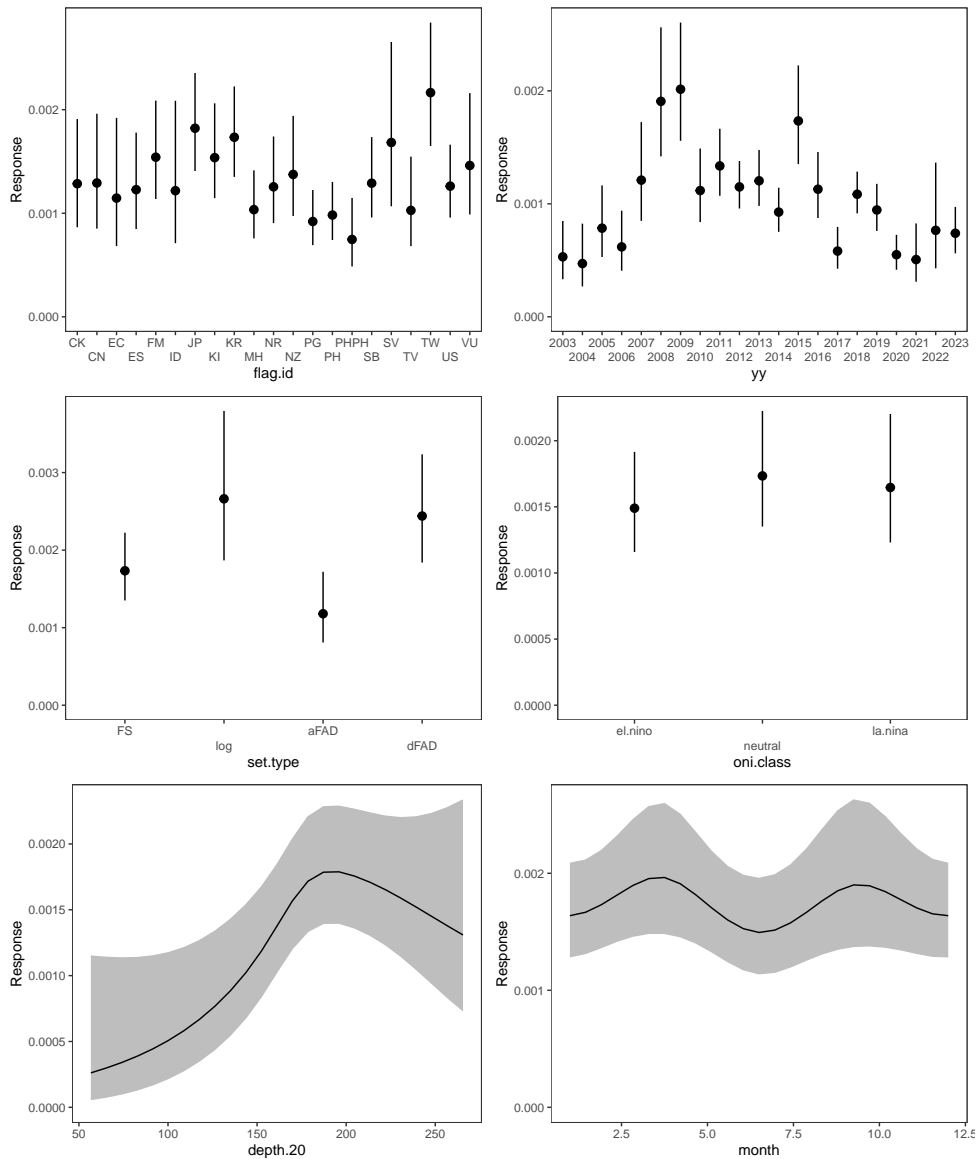 Response
0.002
0.001
0.000
CK EC FM JP KR NR PG PHPH SV TW VU
CN ES ID KI MH NZ PH SB TV US
flag.id
Response
0.002
0.001
0.000
2003 2005 2007 2009 2011 2013 2015 2017 2019 2021 2023
2004 2006 2008 2010 2012 2014 2016 2018 2020 2022
yy
Response
0.003
0.002
0.001
0.000
FS aFAD
log dFAD
set.type
Response
0.0020
0.0015
0.0010
0.0005
0.0000
el.nino la.nina
neutral
oni.class
Response
0.0020
0.0015
0.0010
0.0005
0.0000
50 100 150 200 250
depth.20
Response
0.002
0.001
0.000
2.5 5.0 7.5 10.0 12.5
month